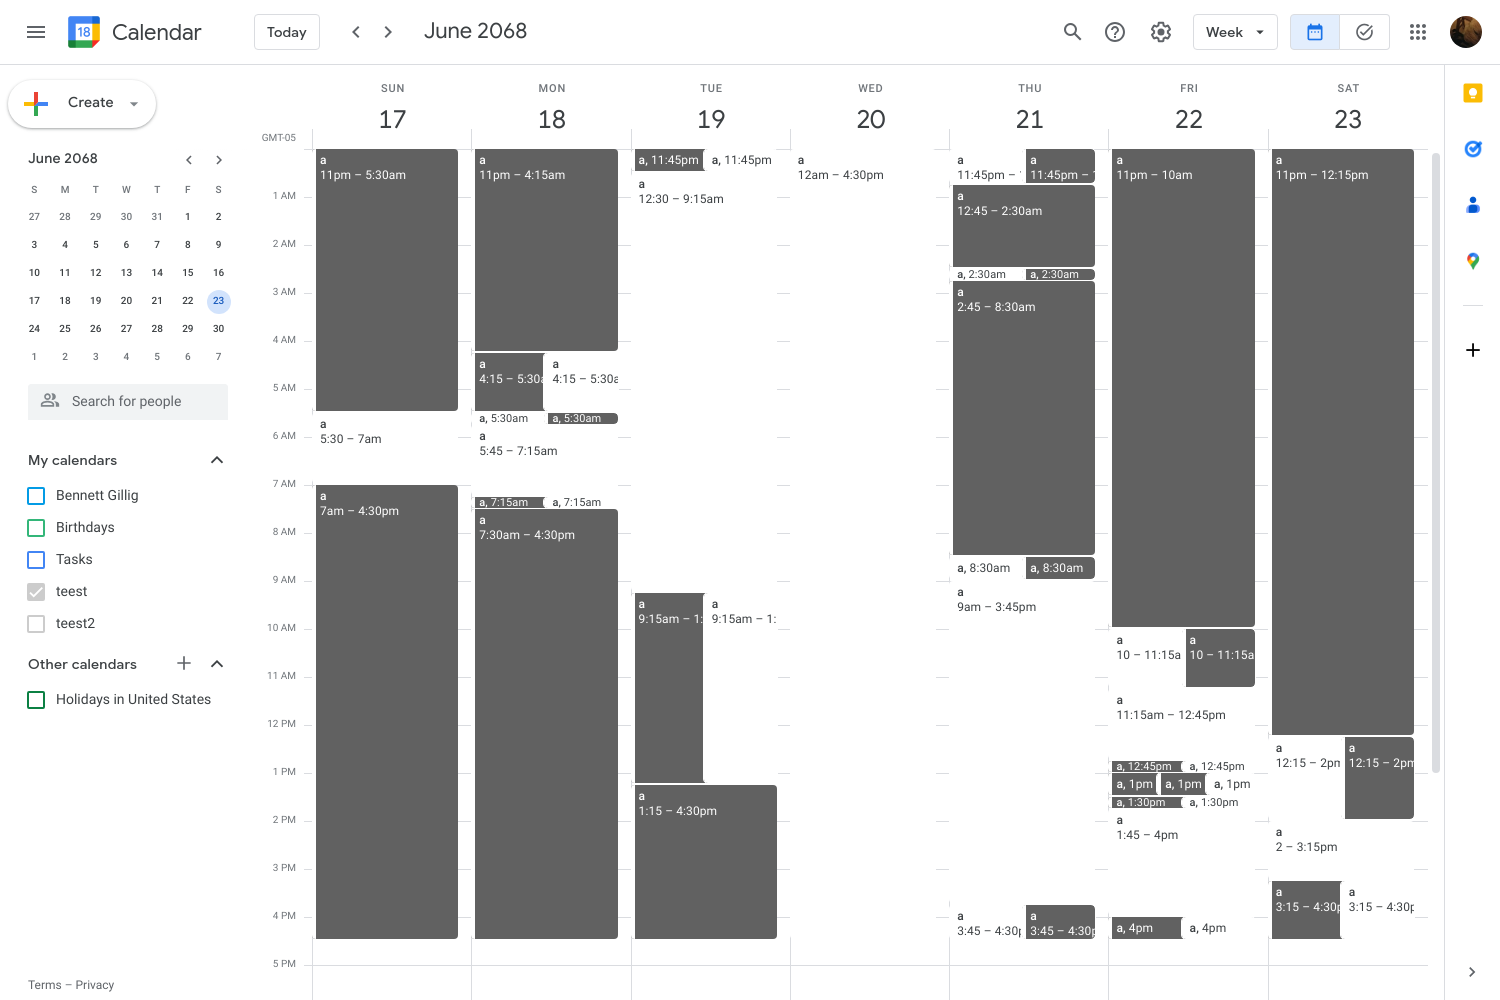 18 Calendar
Today
June 2068
Week
Create
June 2068
S M T W T F S
27 28 29 30 31 1 2
3 4 5 6 7 8 9
10 11 12 13 14 15 16
17 18 19 20 21 22 23
24 25 26 27 28 29 30
1 2 3 4 5 6 7
Search for people
My calendars
Bennett Gillig
Birthdays
Tasks
teest
teest2
Other calendars
Holidays in United States
Terms – Privacy
GMT-05
1 AM
2 AM
3 AM
4 AM
5 AM
6 AM
7 AM
8 AM
9 AM
10 AM
11 AM
12 PM
1 PM
2 PM
3 PM
4 PM
5 PM
SUN
17
a
11pm – 5:30am
a
5:30 – 7am
a
7am – 4:30pm
MON
18
a
11pm – 4:15am
a
4:15 – 5:30a
a
4:15 – 5:30a
a, 5:30am
a, 5:30am
a
5:45 – 7:15am
a, 7:15am
a, 7:15am
a
7:30am – 4:30pm
TUE
19
a, 11:45pm
a, 11:45pm
a
12:30 – 9:15am
a
9:15am – 1:
a
9:15am – 1:
a
1:15 – 4:30pm
WED
20
a
12am – 4:30pm
THU
21
a
11:45pm –
a
11:45pm –
a
12:45 – 2:30am
a, 2:30am
a, 2:30am
a
2:45 – 8:30am
a, 8:30am
a, 8:30am
a
9am – 3:45pm
a
3:45 – 4:30p
a
3:45 – 4:30p
FRI
22
a
11pm – 10am
a
10 – 11:15a
a
10 – 11:15a
a
11:15am – 12:45pm
a, 12:45pm
a, 12:45pm
a, 1pm
a, 1pm
a, 1pm
a, 1:30pm
a, 1:30pm
a
1:45 – 4pm
a, 4pm
a, 4pm
SAT
23
a
11pm – 12:15pm
a
12:15 – 2pm
a
12:15 – 2pm
a
2 – 3:15pm
a
3:15 – 4:30p
a
3:15 – 4:30p